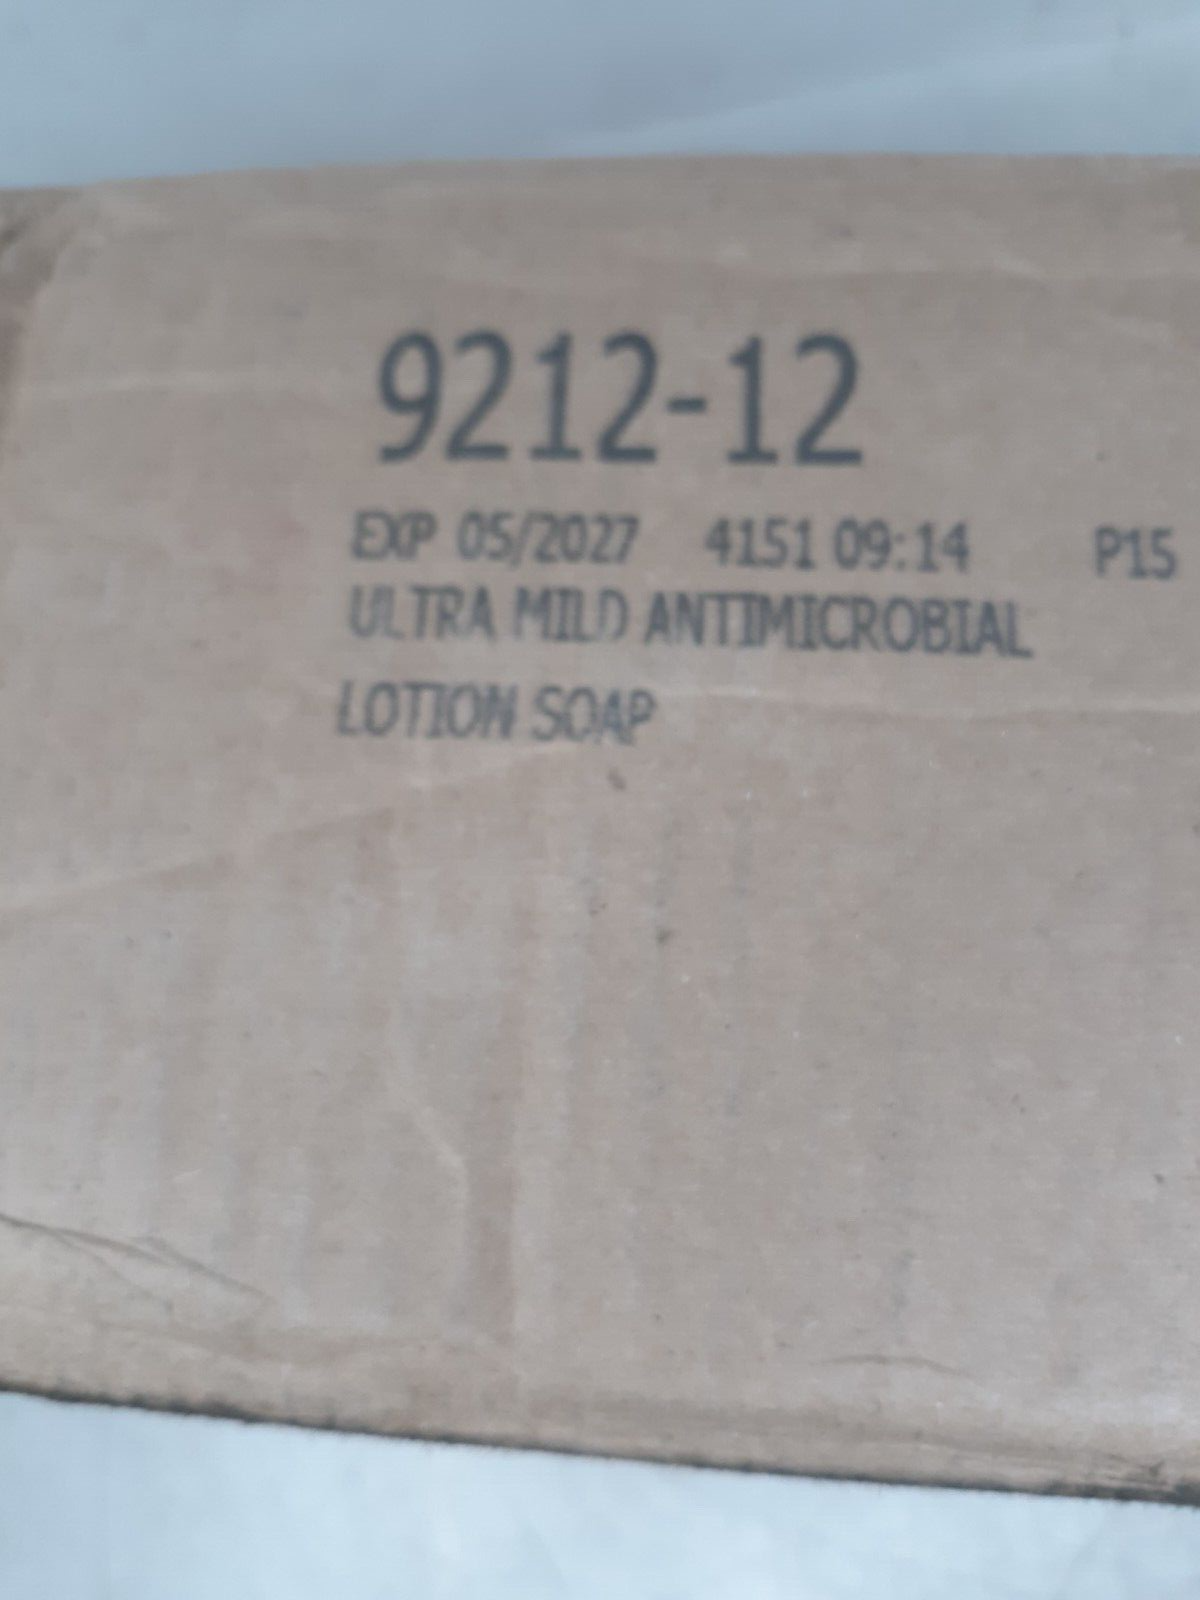 9212-12
EXP 05/2027 4151 09:14 P15
ULTRA MILD ANTIMICROBIAL
LOTION SOAP